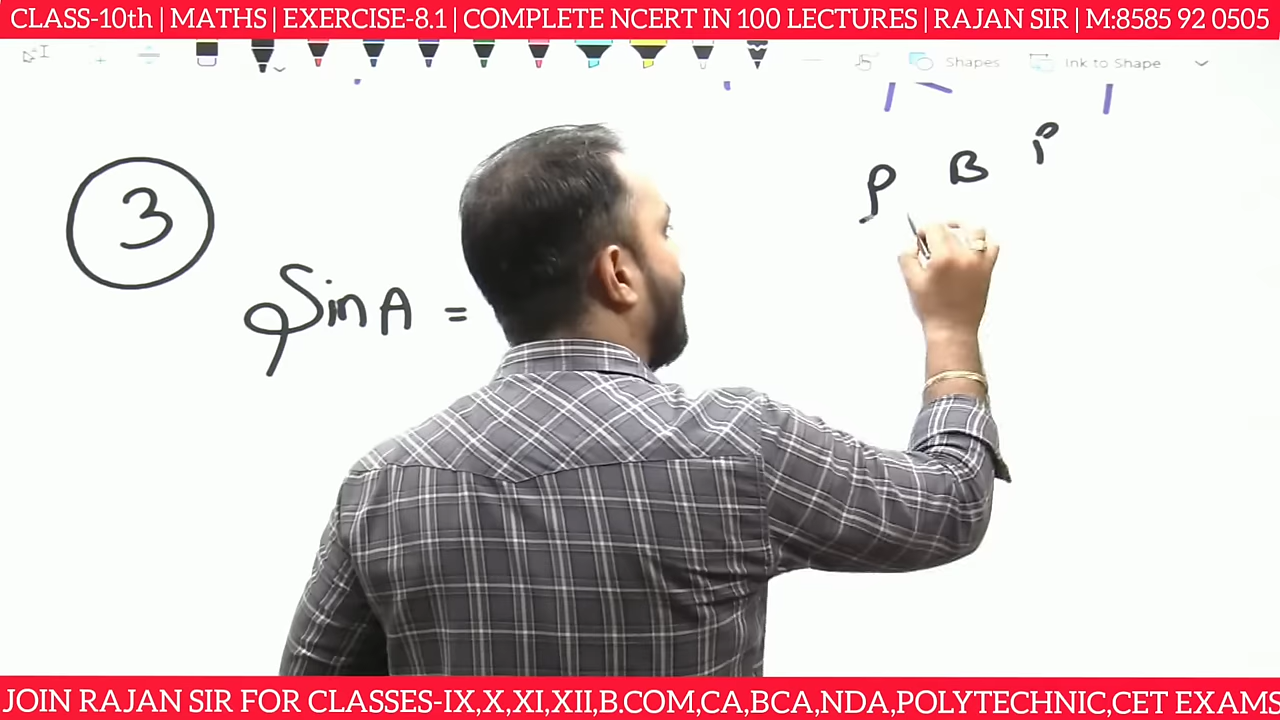 CLASS-10th | MATHS | EXERCISE-8.1 | COMPLETE NCERT IN 100 LECTURES | RAJAN SIR | M:8585 92 0505
Shapes Ink to Shape
P B
3
Sin A =
JOIN RAJAN SIR FOR CLASSES-IX,X,XI,XII,B.COM,CA,BCA,NDA,POLYTECHNIC,CET EXAMS